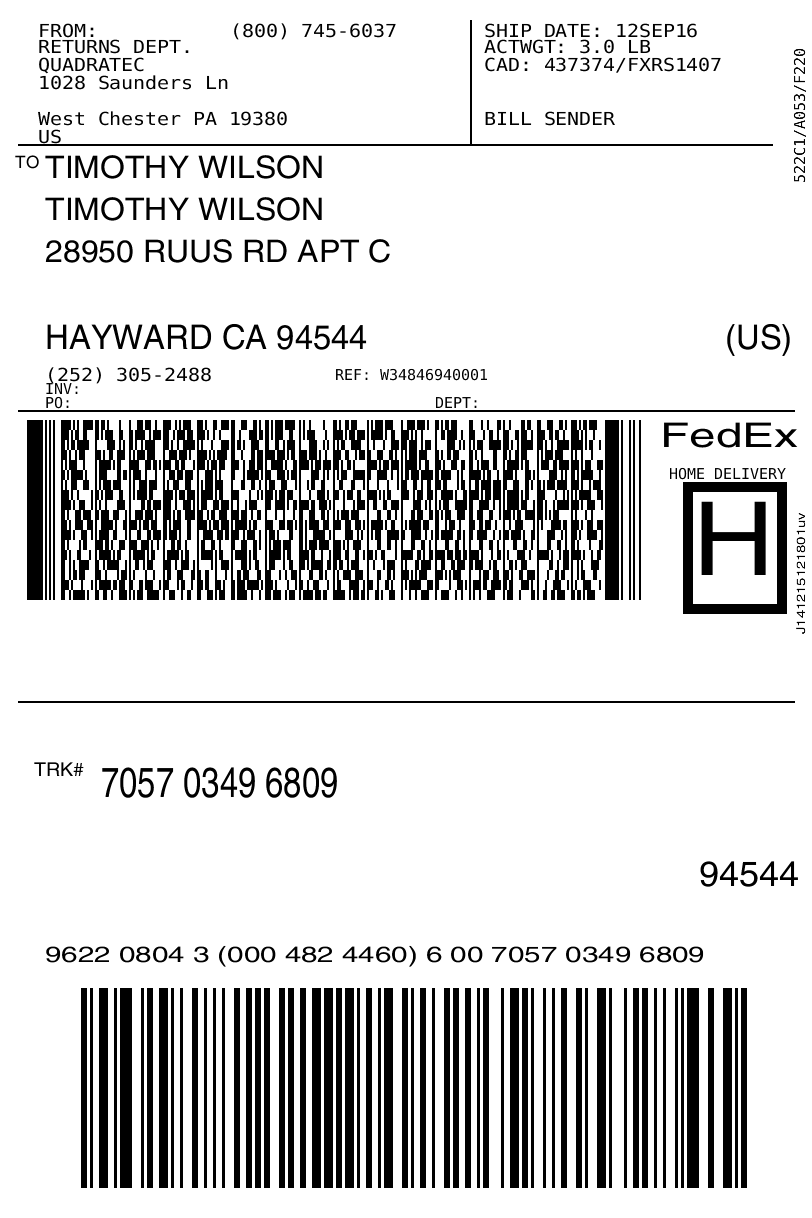 FROM: (800) 745-6037
RETURNS DEPT.
QUADRATEC
1028 Saunders Ln
West Chester PA 19380
US
SHIP DATE: 12SEP16
ACTWGT: 3.0 LB
CAD: 437374/FXRS1407
BILL SENDER
522C1/A053/F220
TO TIMOTHY WILSON
TIMOTHY WILSON
28950 RUUS RD APT C
HAYWARD CA 94544 (US)
(252) 305-2488 REF: W34846940001
INV:
PO: DEPT:
FedEx
HOME DELIVERY
H
J141215121801uv
TRK# 7057 0349 6809
94544
9622 0804 3 (000 482 4460) 6 00 7057 0349 6809